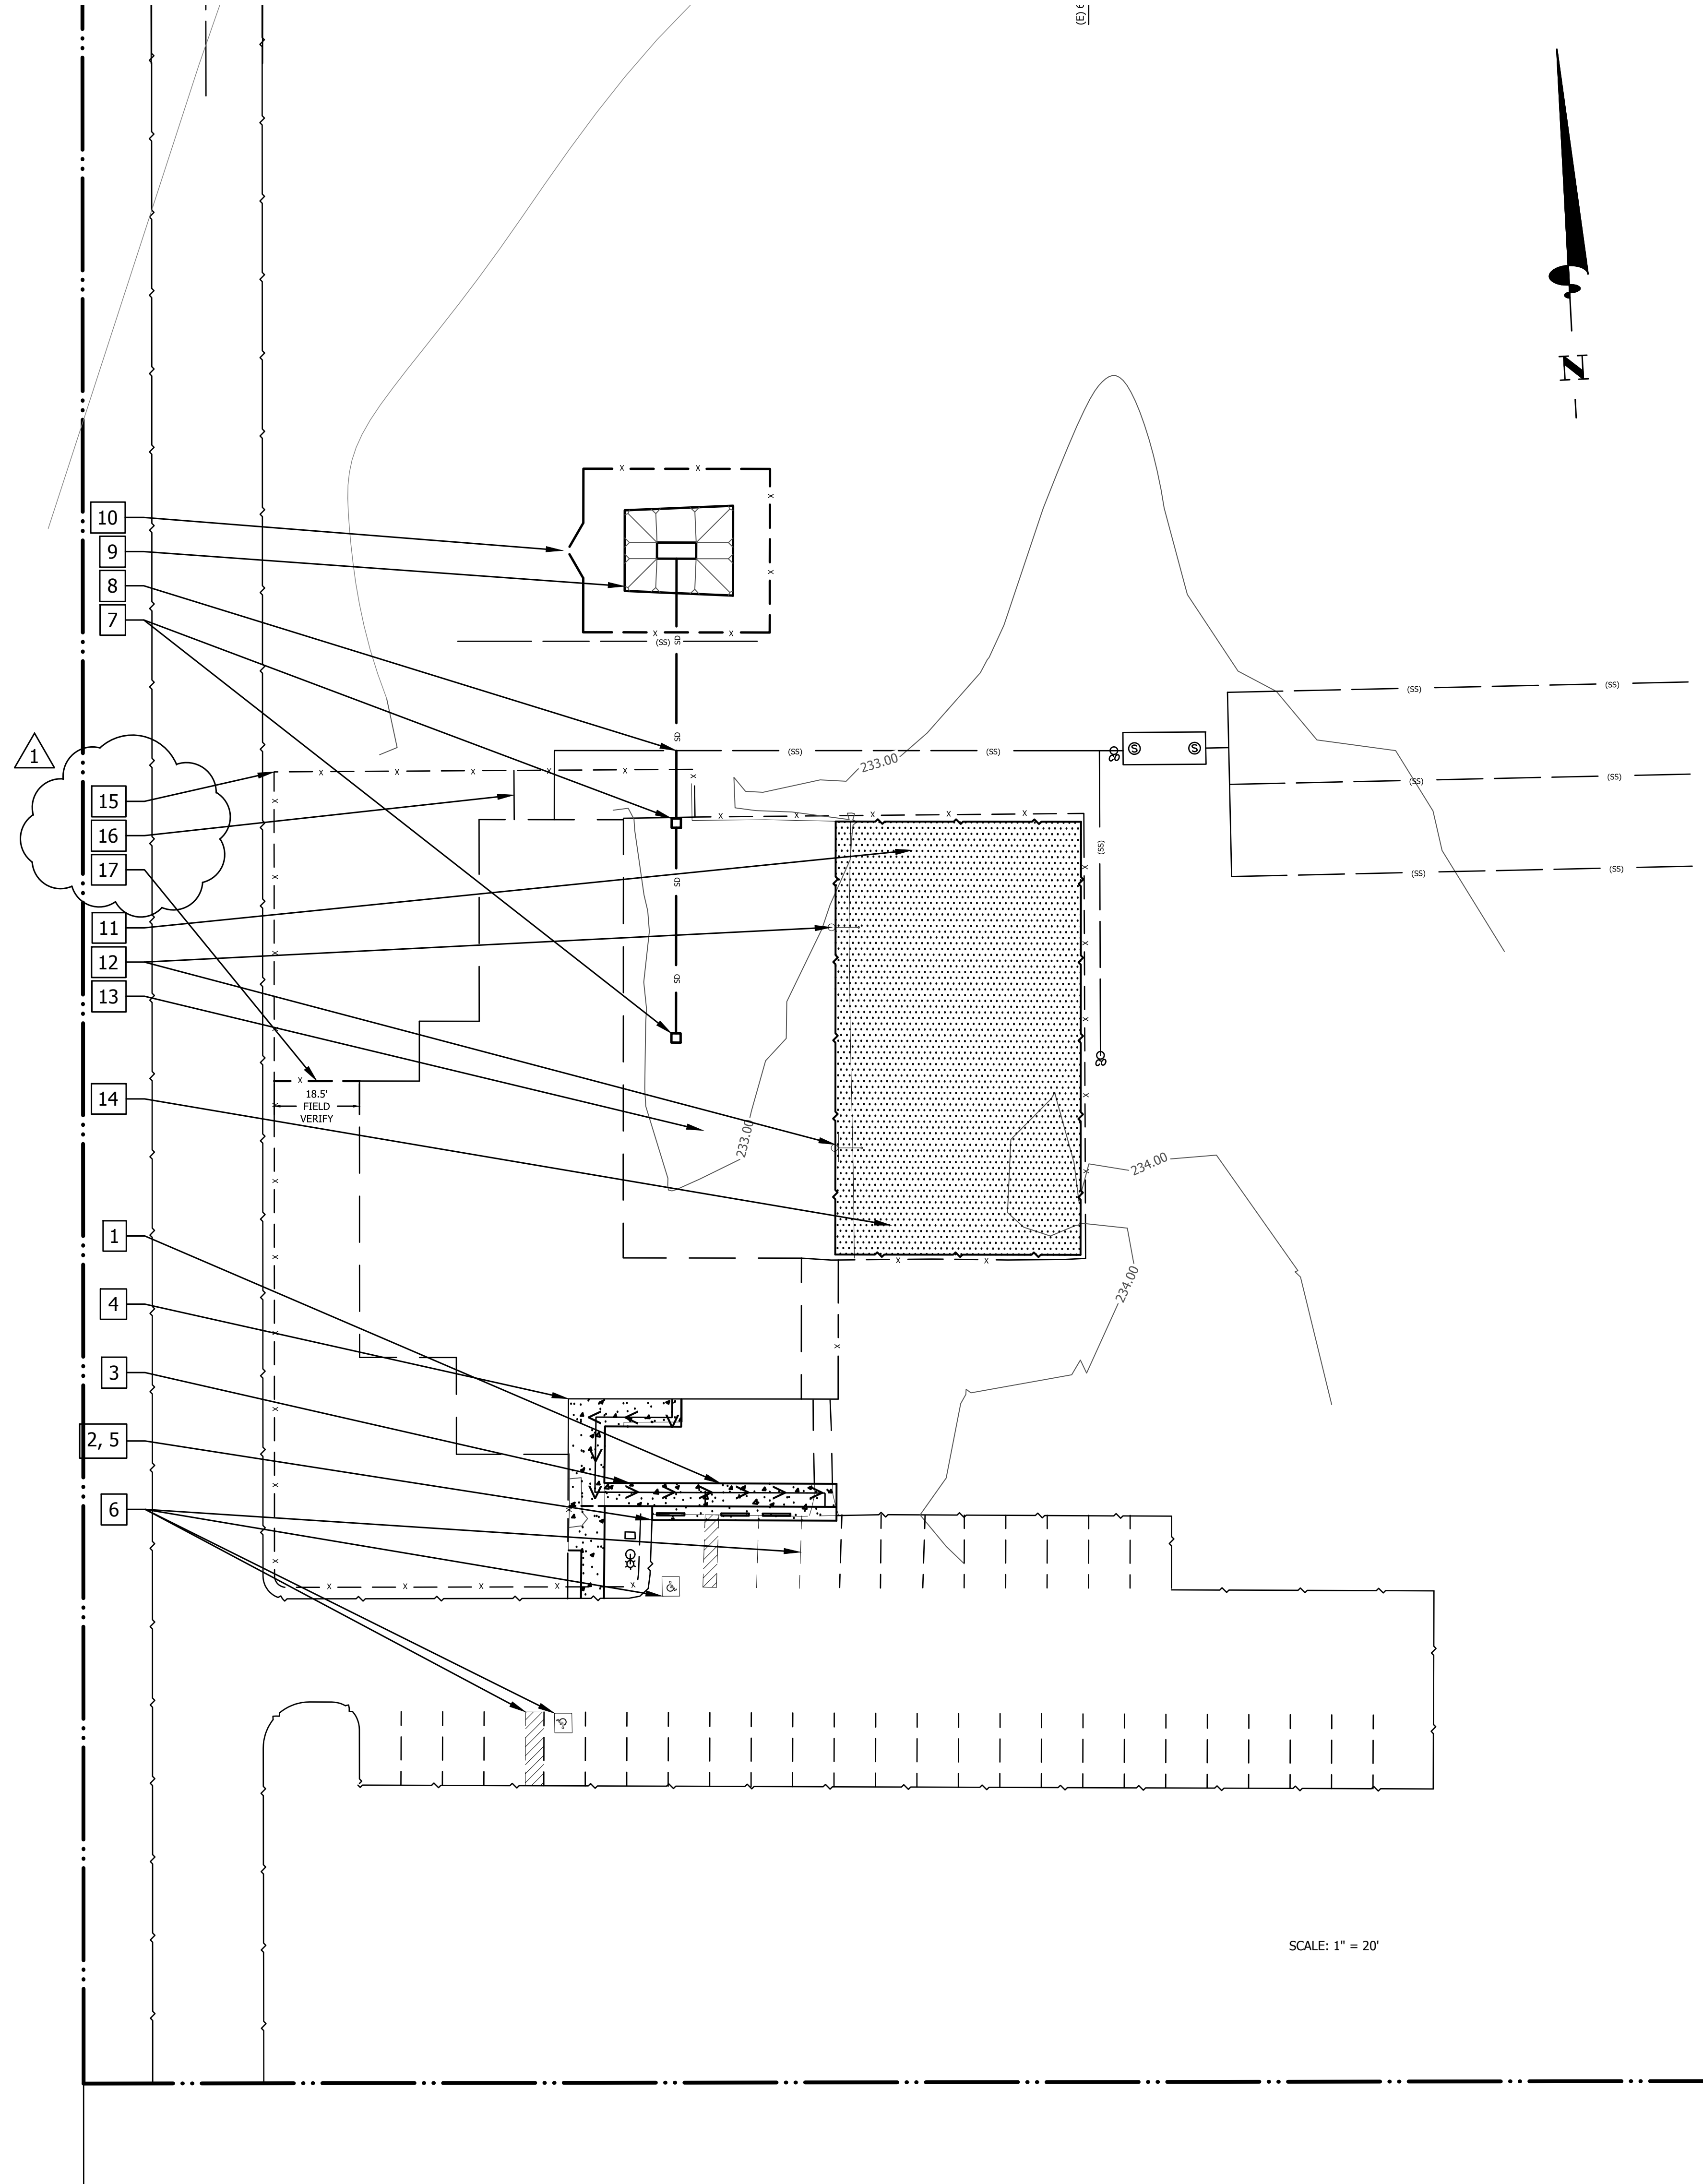 (E) 6
N
10
9
8
7
X X
X
X
X X
(SS)
SD
SD
(SS) (SS)
(SS) (SS)
(SS) (SS)
(SS) (SS)
(SS)
1
15
16
17
X X X X X
X
233.00
X X X X X
SD
SD
11
12
13
14
X
18.5'
FIELD
VERIFY
233.00
234.00
234.00
X X
X
1
4
3
2, 5
6
X X X X X
S S
SCALE: 1" = 20'